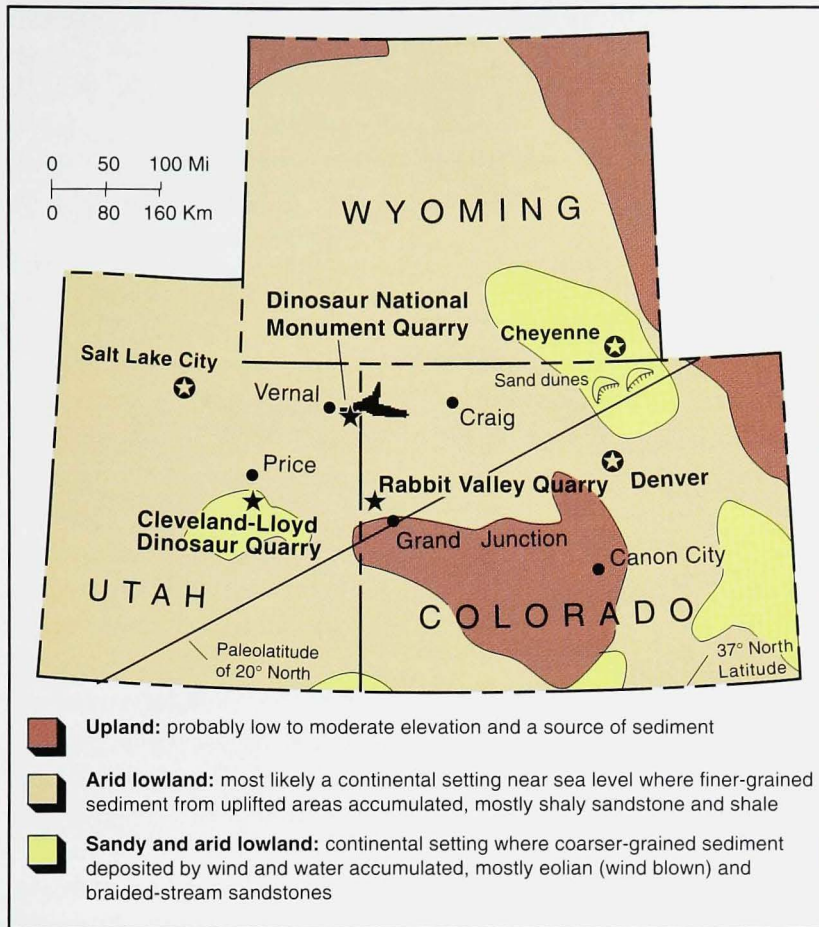 0 50 100 Mi
0 80 160 Km
WYOMING
Dinosaur National
Monument Quarry
Cheyenne
Salt Lake City
Sand dunes
Vernal
Craig
Price
Rabbit Valley Quarry
Denver
Cleveland-Lloyd
Dinosaur Quarry
Grand Junction
Canon City
UTAH
COLORADO
Paleolatitude
of 20° North
37° North
Latitude
Upland: probably low to moderate elevation and a source of sediment
Arid lowland: most likely a continental setting near sea level where finer-grained
sediment from uplifted areas accumulated, mostly shaly sandstone and shale
Sandy and arid lowland: continental setting where coarser-grained sediment
deposited by wind and water accumulated, mostly eolian (wind blown) and
braided-stream sandstones